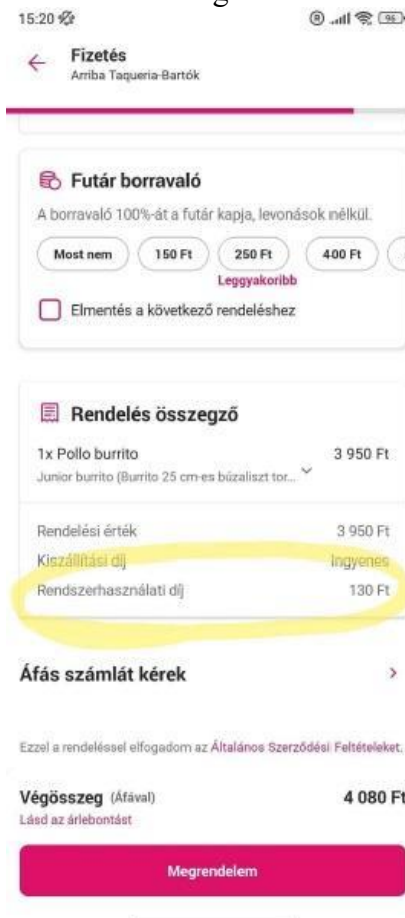 15:20
96
Fizetés
Arriba Taqueria-Bartók
Futár borravaló
A borravaló 100%-át a futár kapja, levonások nélkül.
Most nem 150 Ft 250 Ft 400 Ft
Leggyakoribb
Elmentés a következő rendeléshez
Rendelés összegző
1x Pollo burrito 3 950 Ft
Junior burrito (Burrito 25 cm-es búzaliszt tor...
Rendelési érték 3 950 Ft
Kiszállítási díj Ingyenes
Rendszerhasználati díj 130 Ft
Áfás számlát kérek
Ezzel a rendeléssel elfogadom az Általános Szerződési Feltételeket.
Végösszeg (Áfával) 4 080 Ft
Lásd az árlebontást
Megrendelem